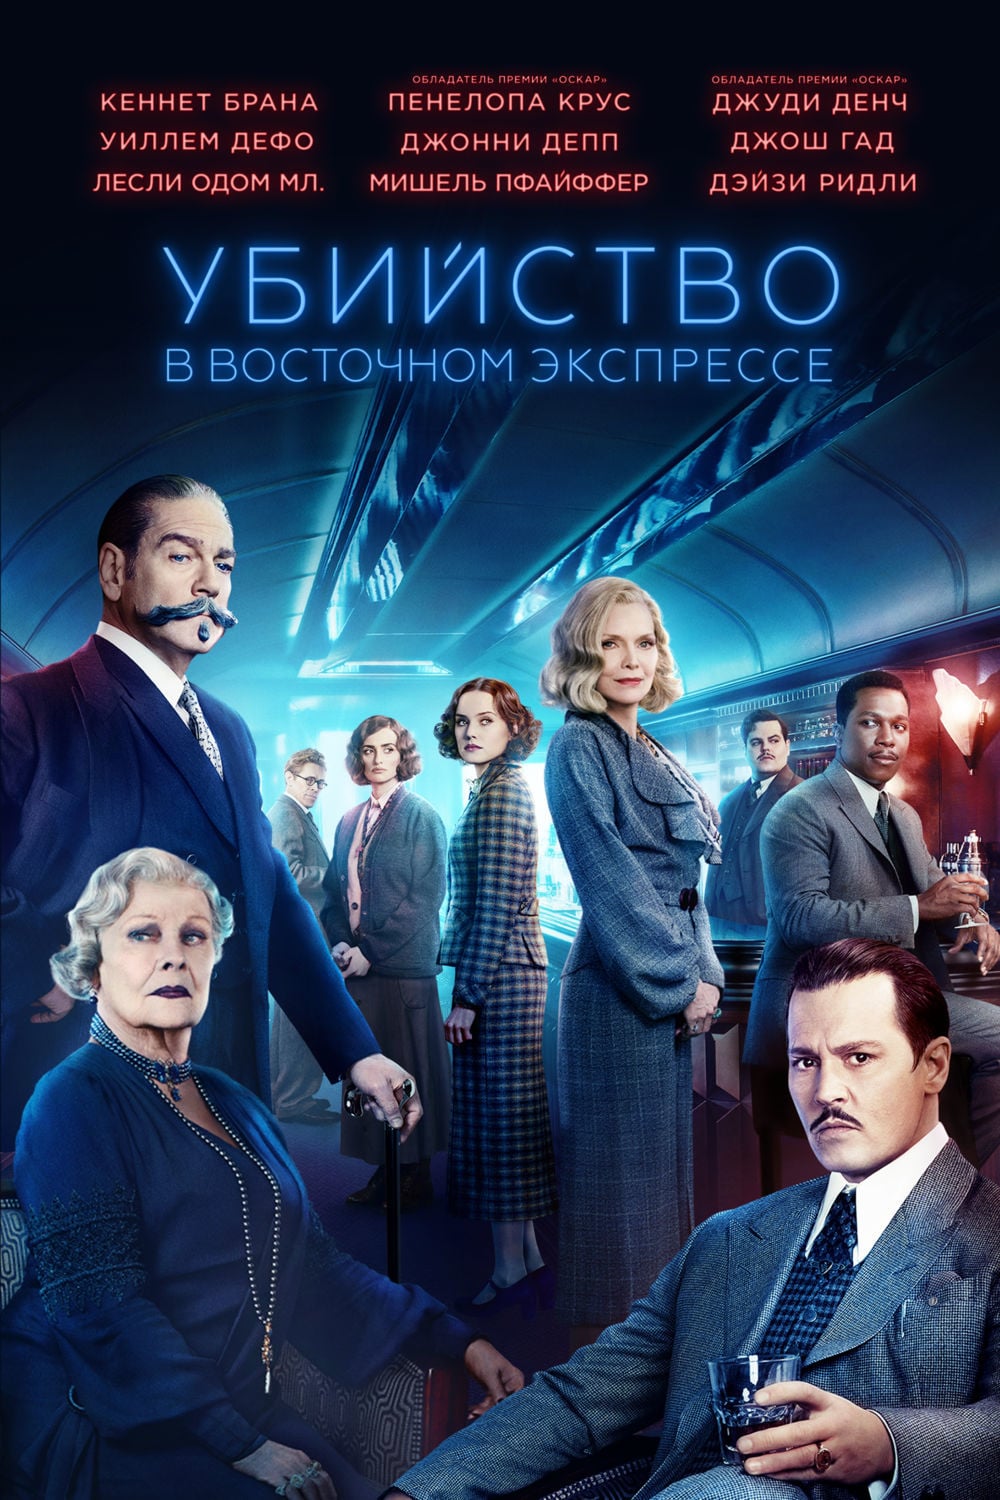 КЕННЕТ БРАНА
УИЛЛЕМ ДЕФО
ЛЕСЛИ ОДОМ МЛ.
ОБЛАДАТЕЛЬ ПРЕМИИ «ОСКАР»
ПЕНЕЛОПА КРУС
ДЖОННИ ДЕПП
МИШЕЛЬ ПФАЙФФЕР
ОБЛАДАТЕЛЬ ПРЕМИИ «ОСКАР»
ДЖУДИ ДЕНЧ
ДЖОШ ГАД
ДЭЙЗИ РИДЛИ
УБИЙСТВО
В ВОСТОЧНОМ ЭКСПРЕССЕ